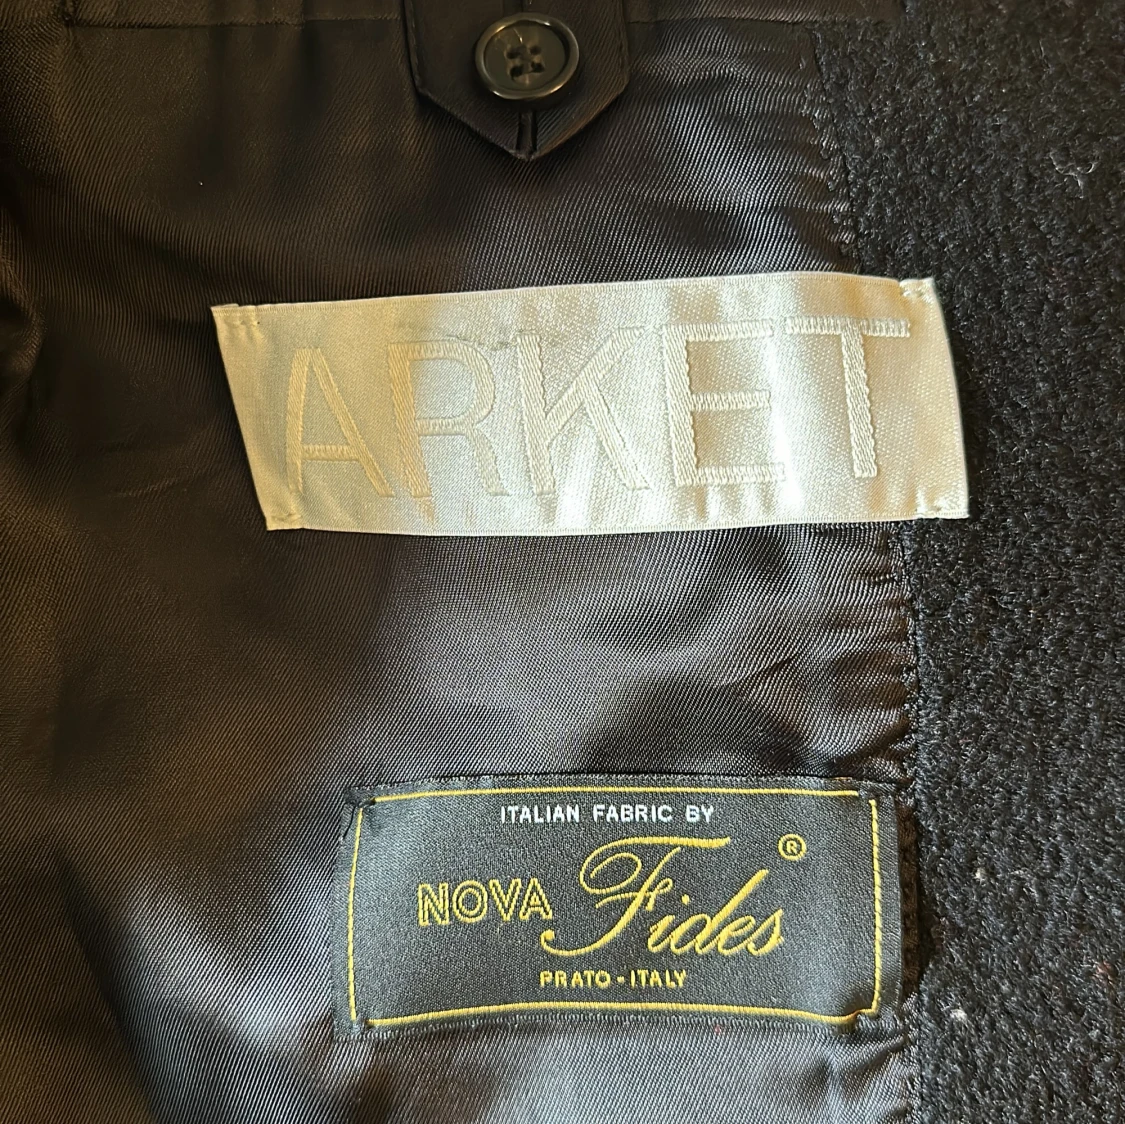 ARKET
ITALIAN FABRIC BY
NOVA Fides ®
PRATO-ITALY